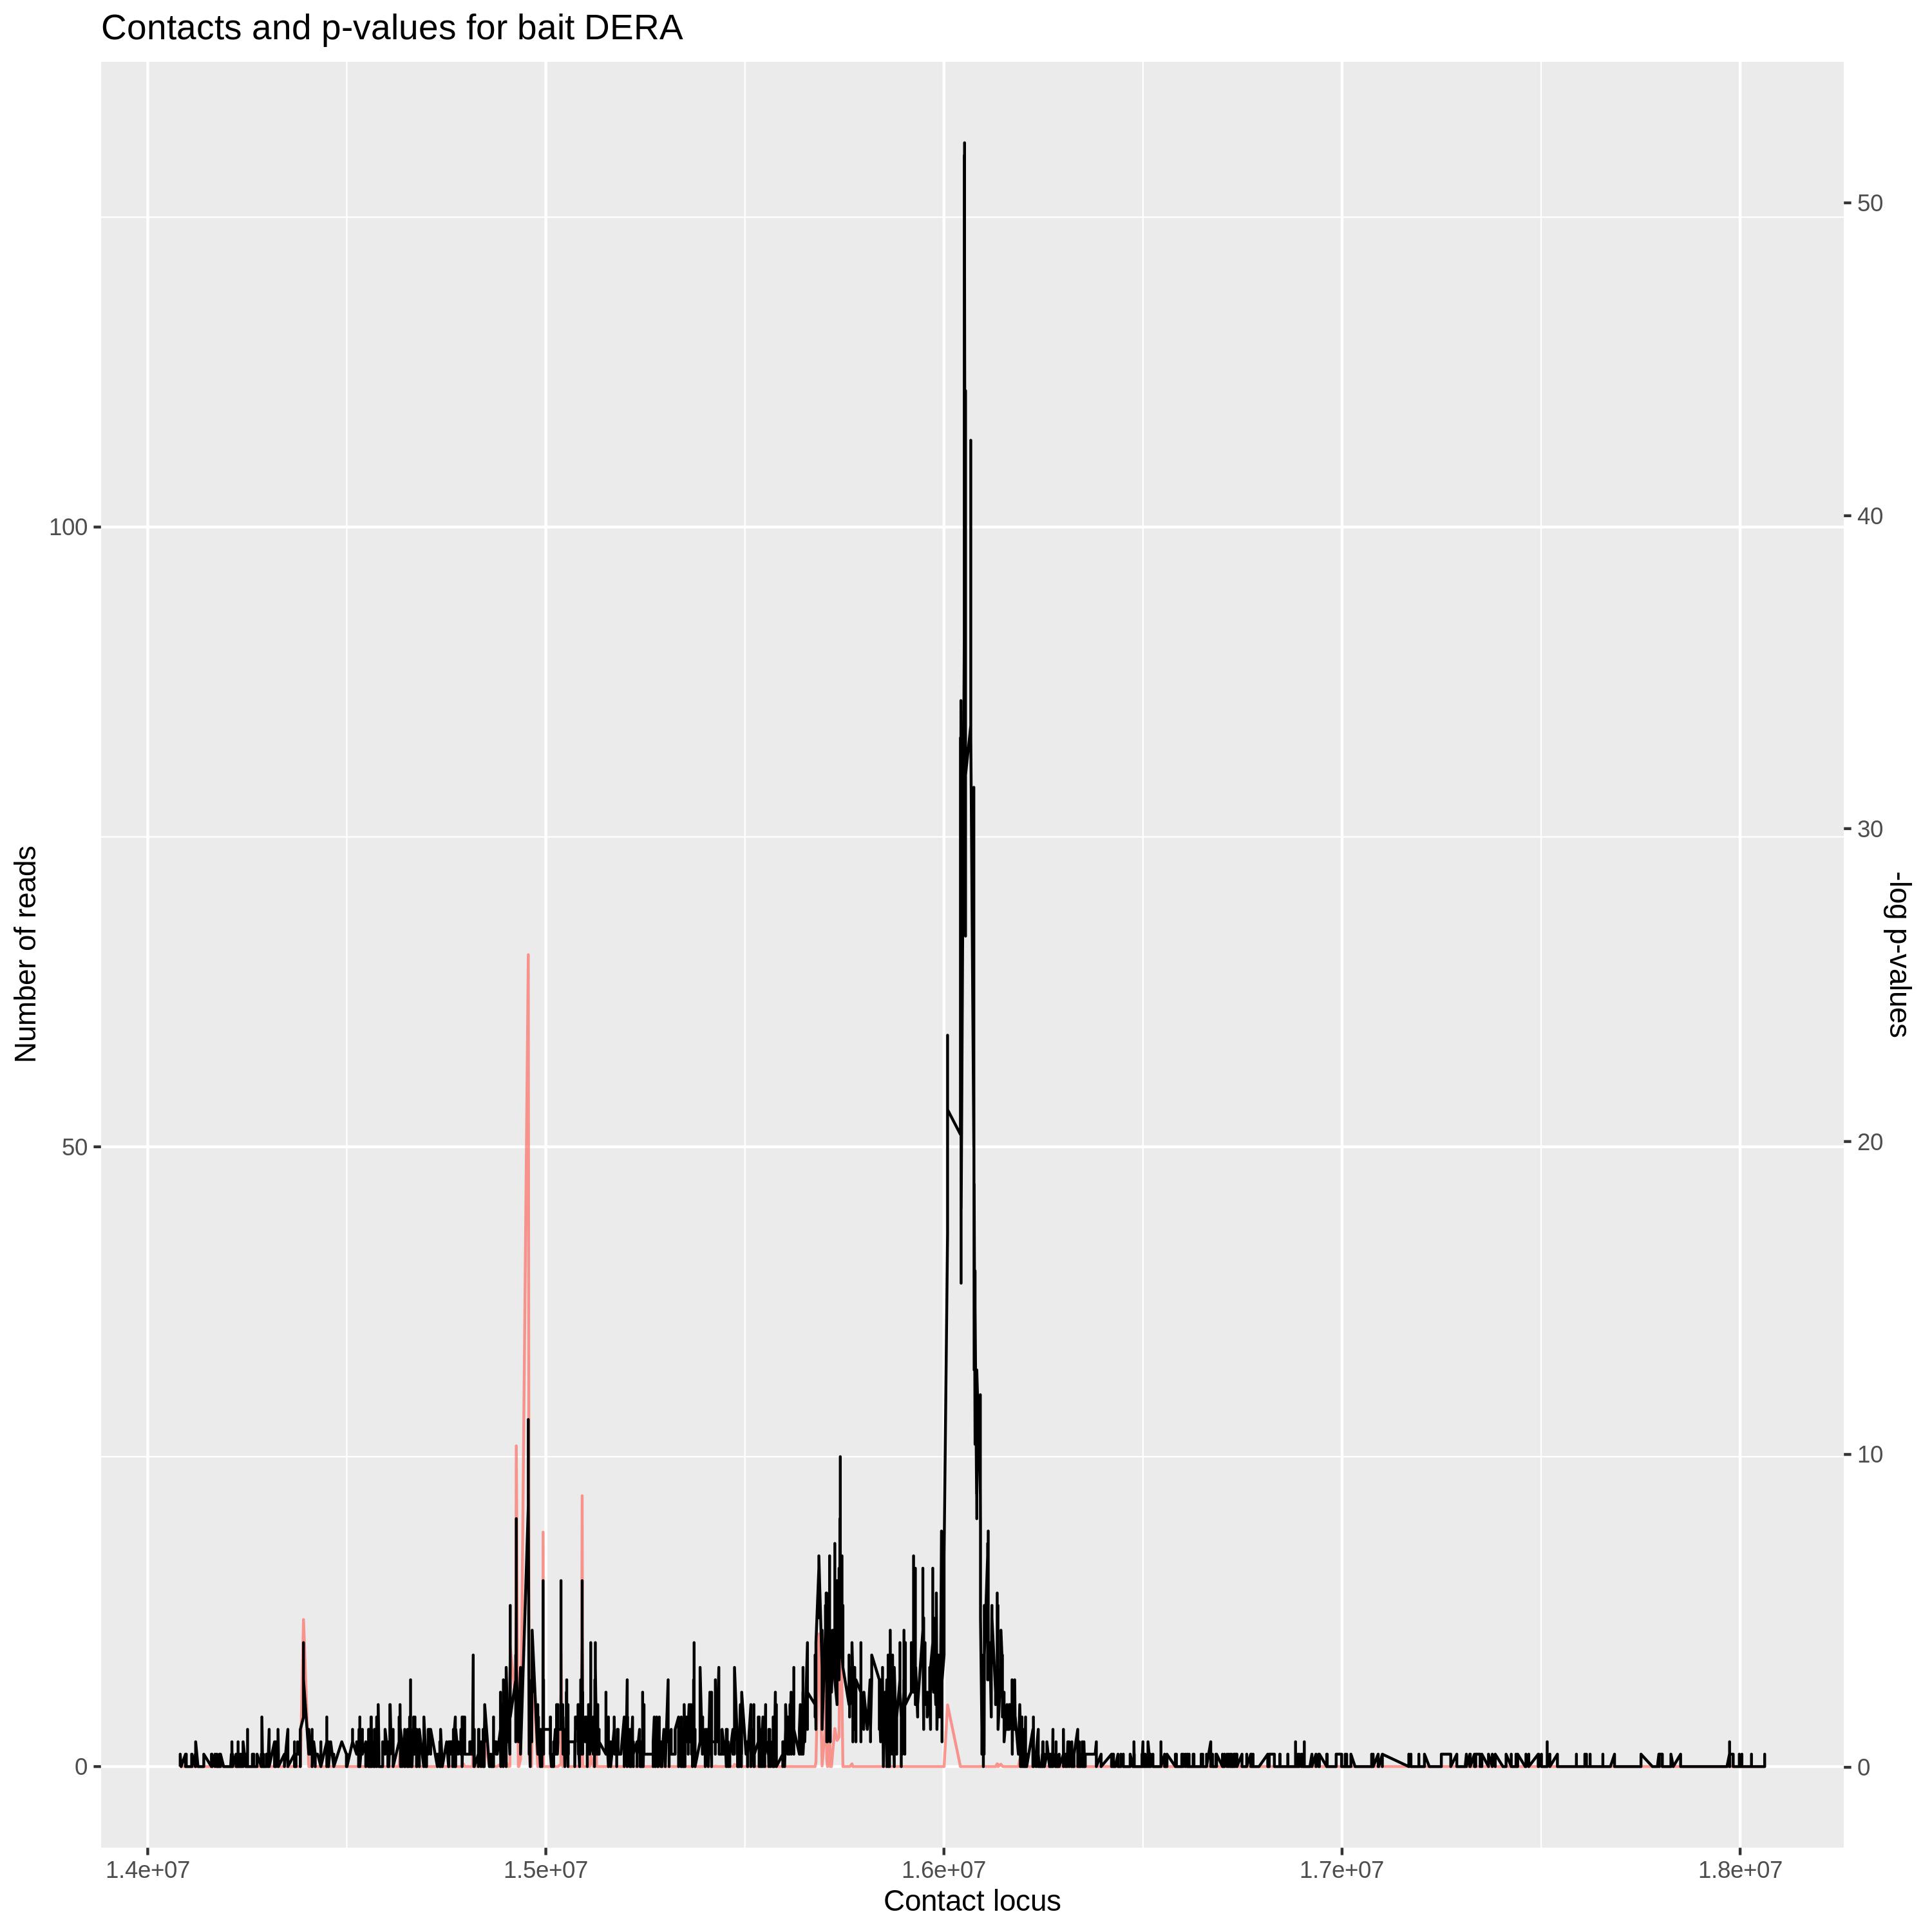 Contacts and p-values for bait DERA
100
50
0
Number of reads
50
40
30
20
10
0
-log p-values
1.4e+07 1.5e+07 1.6e+07 1.7e+07 1.8e+07
Contact locus